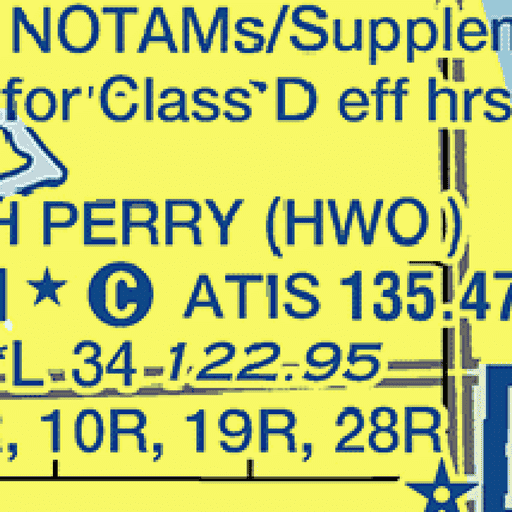 NOTAMs/Supplem
for Class D eff hrs
H PERRY (HWO)
★ C ATIS 135.47
L 34 122.95
, 10R, 19R, 28R